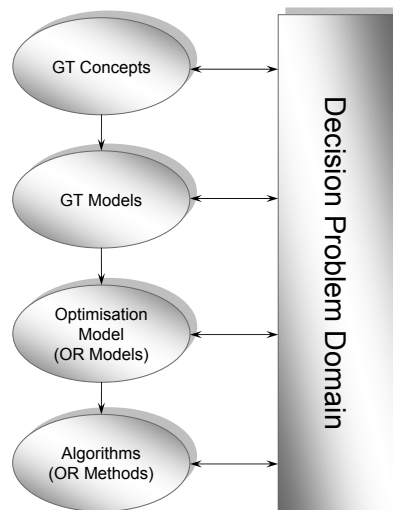 GT Concepts
GT Models
Optimisation
Model
(OR Models)
Algorithms
(OR Methods)
Decision Problem Domain